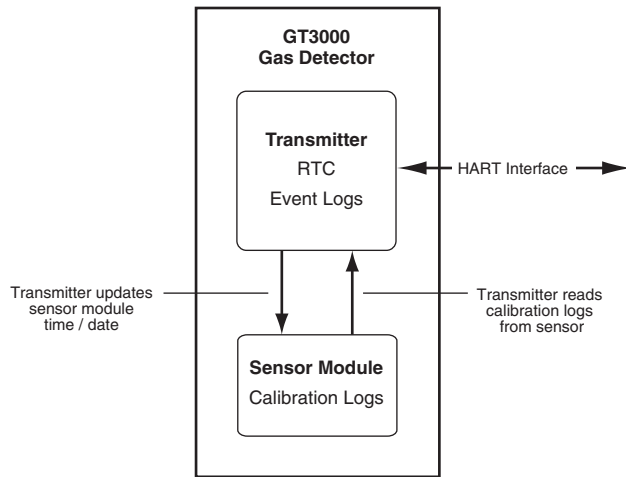 GT3000
Gas Detector
Transmitter
RTC
Event Logs
HART Interface
Transmitter updates
sensor module
time / date
Transmitter reads
calibration logs
from sensor
Sensor Module
Calibration Logs